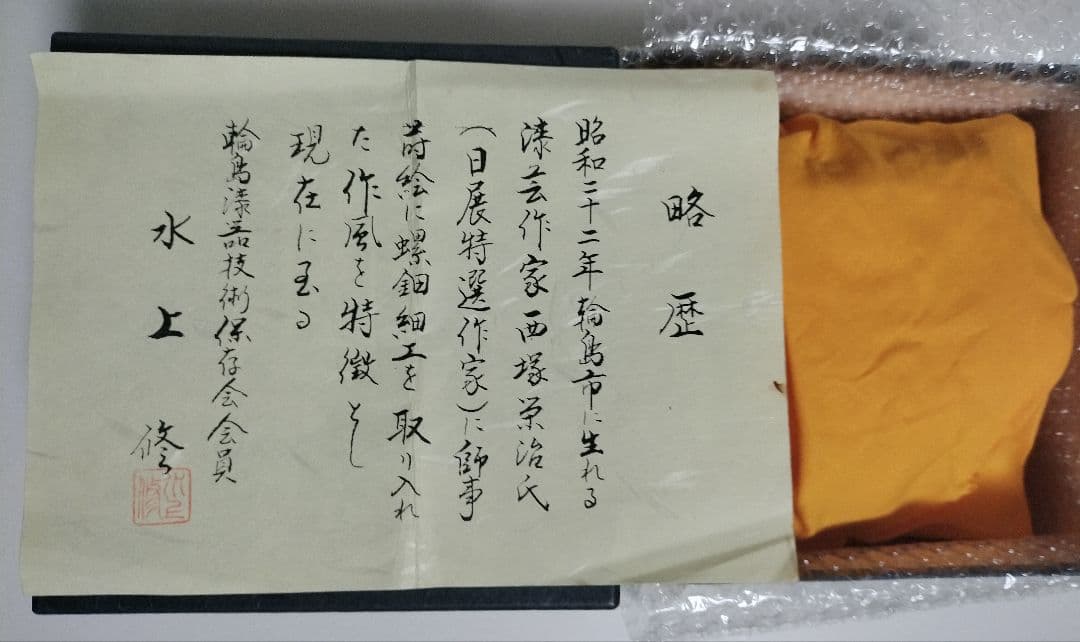 略歴
昭和二十二年輪島市に生れる
漆芸作家西塚栄治氏
(日展特選作家)に師事
蒔絵に螺鈿細工を取り入れ
た作風を特徴とし
現在に至る
輪島漆器技術保存会会員
水上修